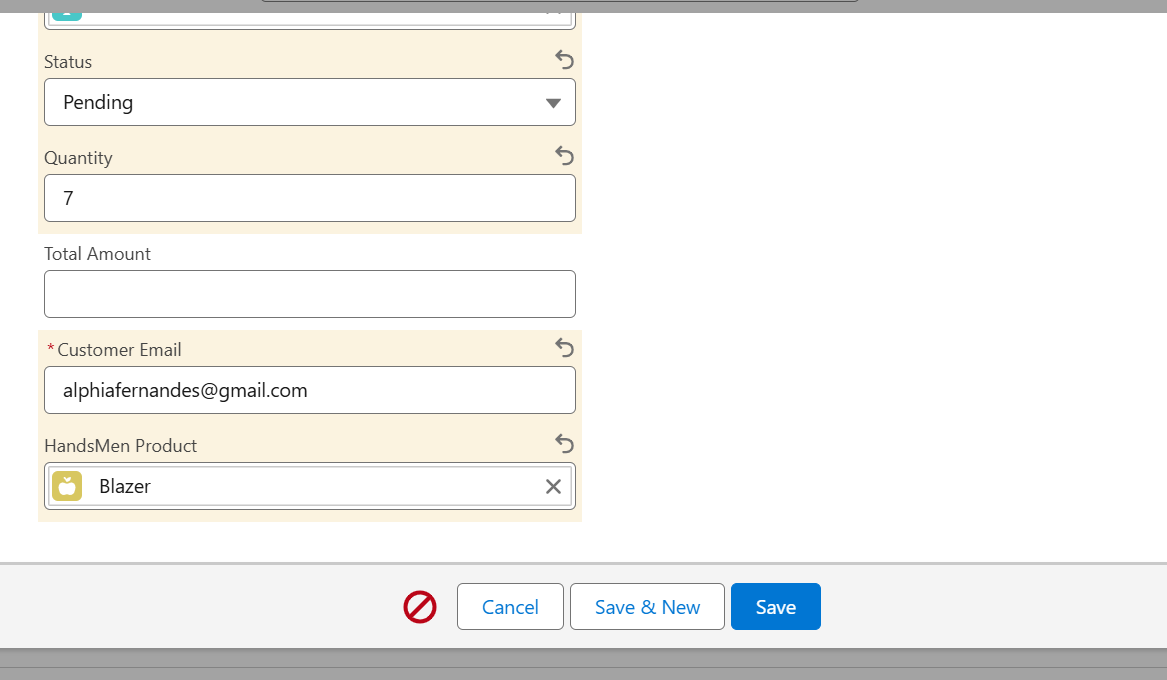 Status
Pending
Quantity
7
Total Amount
* Customer Email
alphiafernandes@gmail.com
HandsMen Product
Blazer
Cancel
Save & New
Save